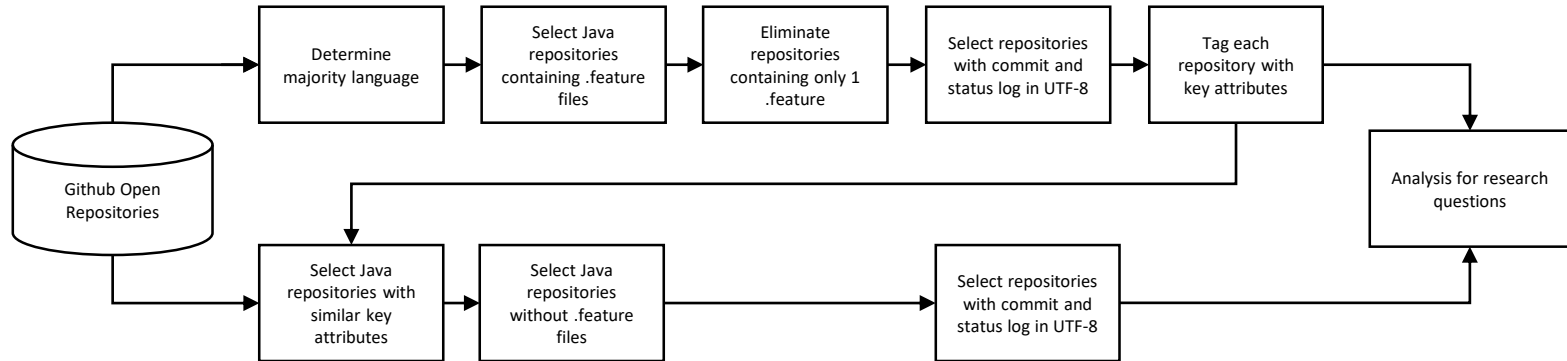 Determine
majority language
Select Java
repositories
containing .feature
files
Eliminate
repositories
containing only 1
.feature
Select repositories
with commit and
status log in UTF-8
Tag each
repository with
key attributes
Github Open
Repositories
Analysis for research
questions
Select Java
repositories with
similar key
attributes
Select Java
repositories
without .feature
files
Select repositories
with commit and
status log in UTF-8